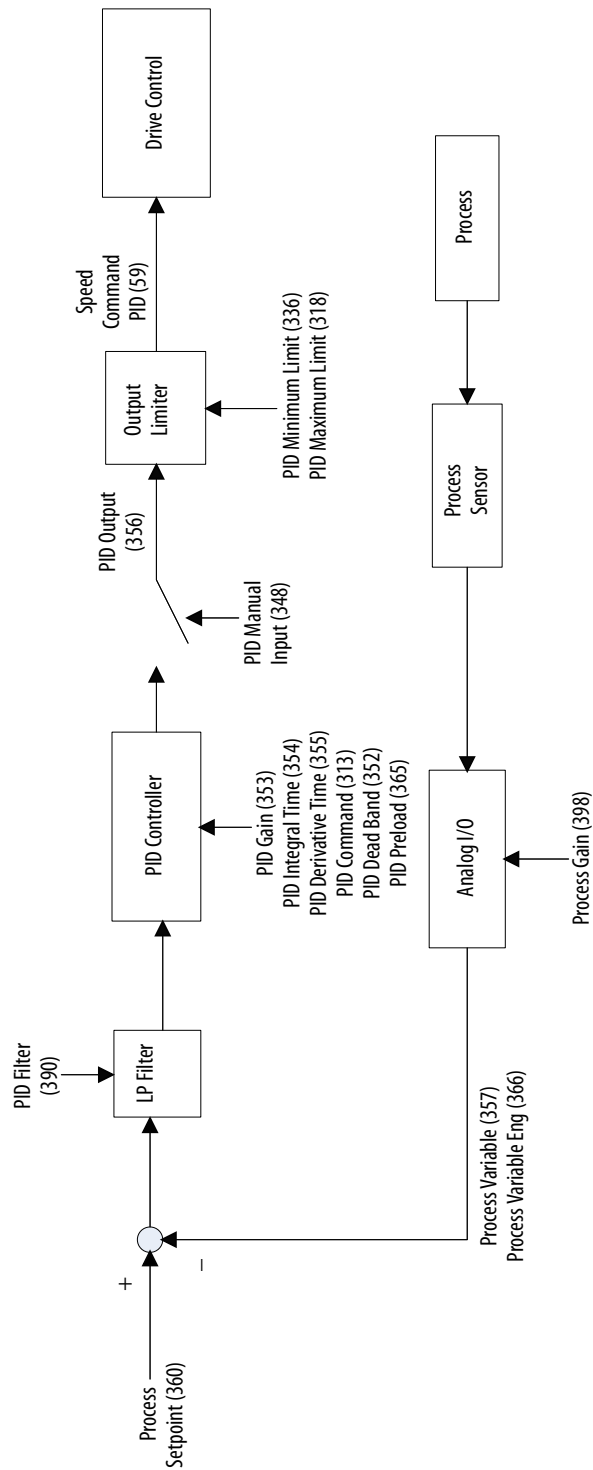 Process
Setpoint (360)
+
–
PID Filter
(390)
LP Filter
PID Controller
PID Gain (353)
PID Integral Time (354)
PID Derivative Time (355)
PID Command (313)
PID Dead Band (352)
PID Preload (365)
PID Manual
Input (348)
PID Output
(356)
Output
Limiter
PID Minimum Limit (336)
PID Maximum Limit (318)
Speed
Command
PID (59)
Drive Control
Process Variable (357)
Process Variable Eng (366)
Analog I/O
Process Gain (398)
Process
Sensor
Process